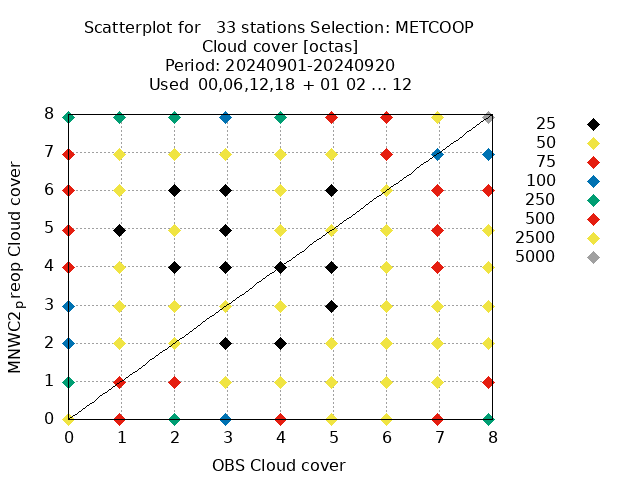 Scatterplot for 33 stations Selection: METCOOP
Cloud cover [octas]
Period: 20240901-20240920
Used 00,06,12,18 + 01 02 ... 12
8
7
6
5
4
3
2
1
0
MNWC2_preop Cloud cover
0 1 2 3 4 5 6 7 8
OBS Cloud cover
25
50
75
100
250
500
2500
5000